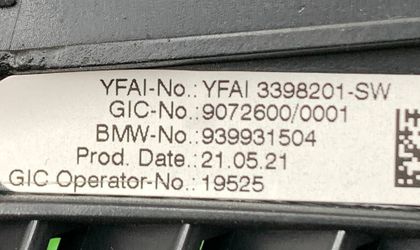 YFAI-No.: YFAI 3398201-SW
GIC-No.: 9072600/0001
BMW-No.: 939931504
Prod. Date.: 21.05.21
GIC Operator-No.: 19525